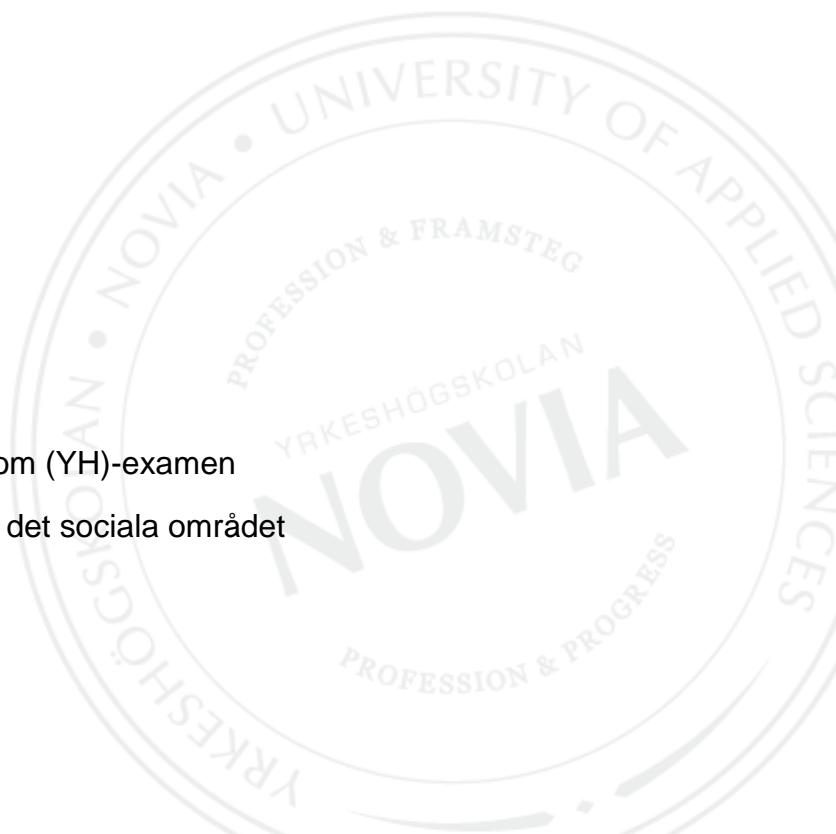 UNIVERSITY OF APPLIED SCIENCES
YRKESHÖGSKOLAN • NOVIA •
PROFESSION & FRAMSTEG
YRKESHÖGSKOLAN
NOVIA
PROFESSION & PROGRESS
om (YH)-examen
det sociala området